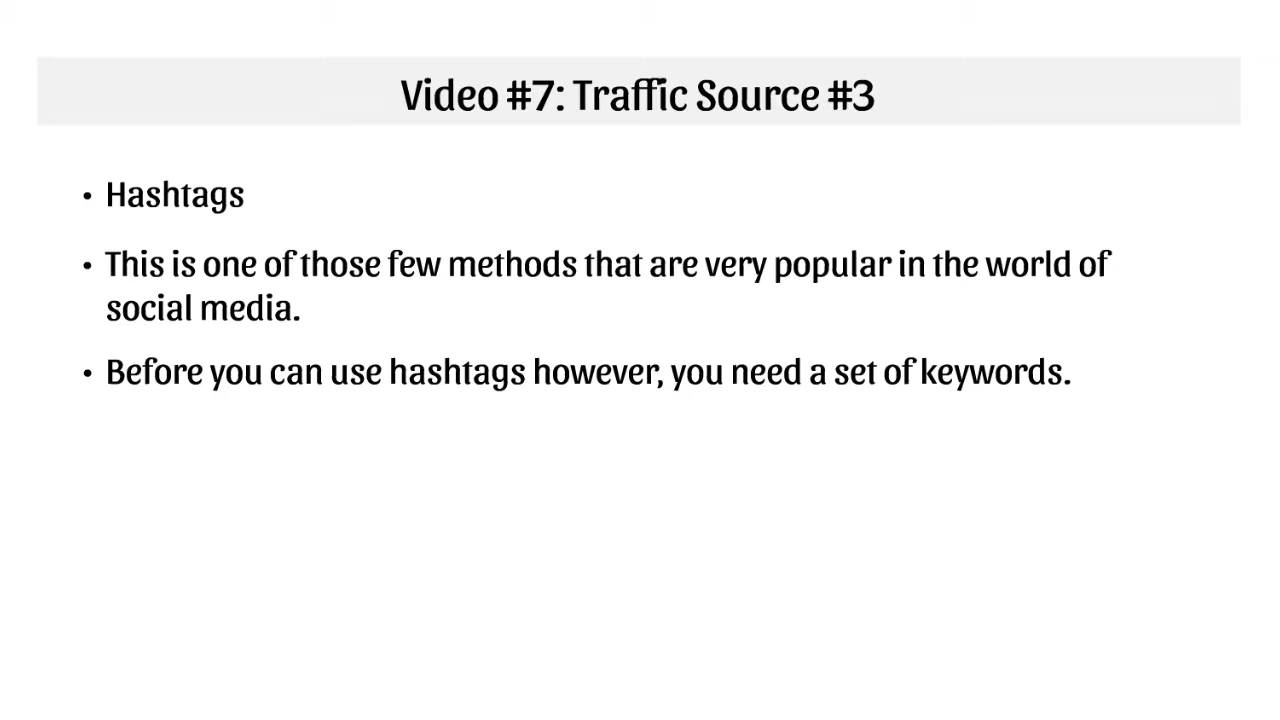 Video #7: Traffic Source #3
• Hashtags
• This is one of those few methods that are very popular in the world of
social media.
• Before you can use hashtags however, you need a set of keywords.